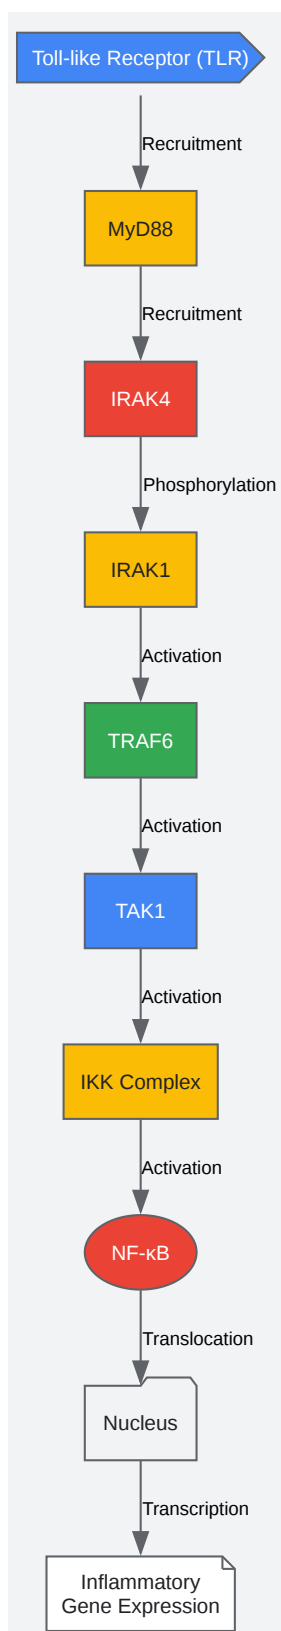 Toll-like Receptor (TLR)
Recruitment
MyD88
Recruitment
IRAK4
Phosphorylation
IRAK1
Activation
TRAF6
Activation
TAK1
Activation
IKK Complex
Activation
NF-κB
Translocation
Nucleus
Transcription
Inflammatory
Gene Expression